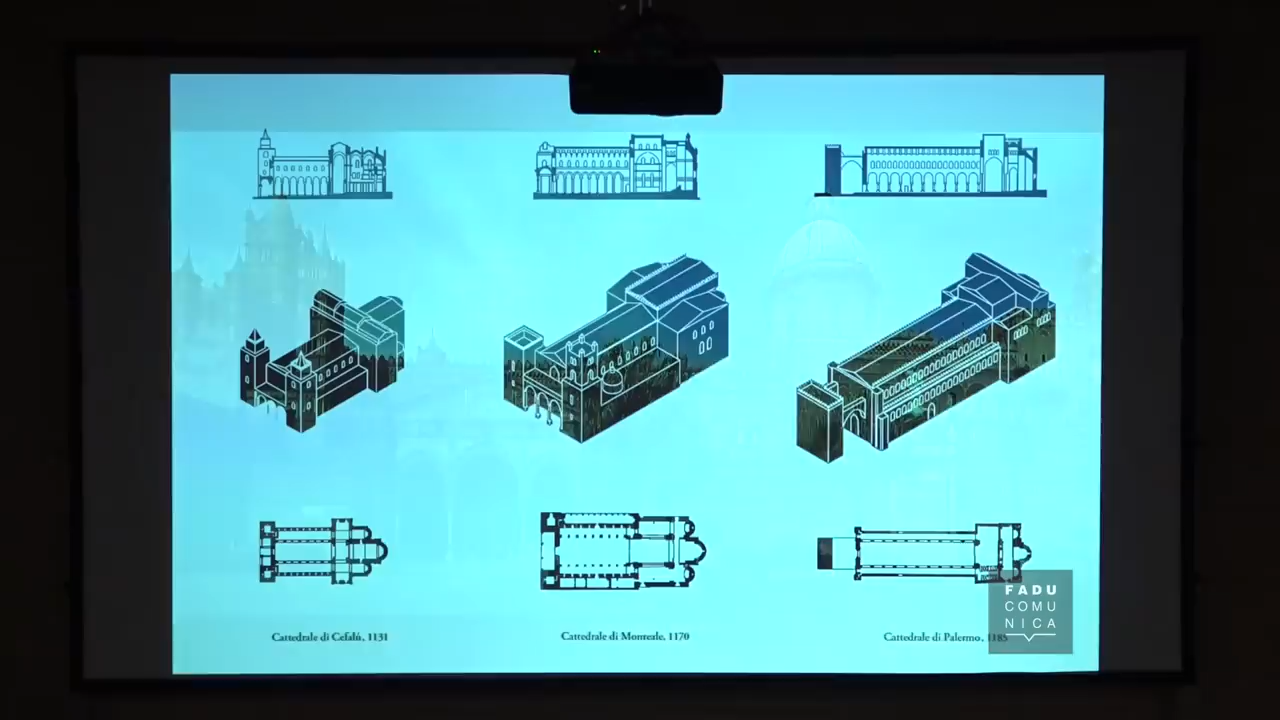 Cattedrale di Cefalù, 1131
Cattedrale di Monreale, 1170
Cattedrale di Palermo, 1185
FADU
COMU
NICA